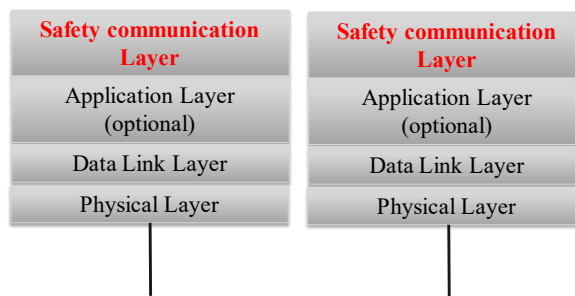 Safety communication
Layer
Application Layer
(optional)
Data Link Layer
Physical Layer
Safety communication
Layer
Application Layer
(optional)
Data Link Layer
Physical Layer